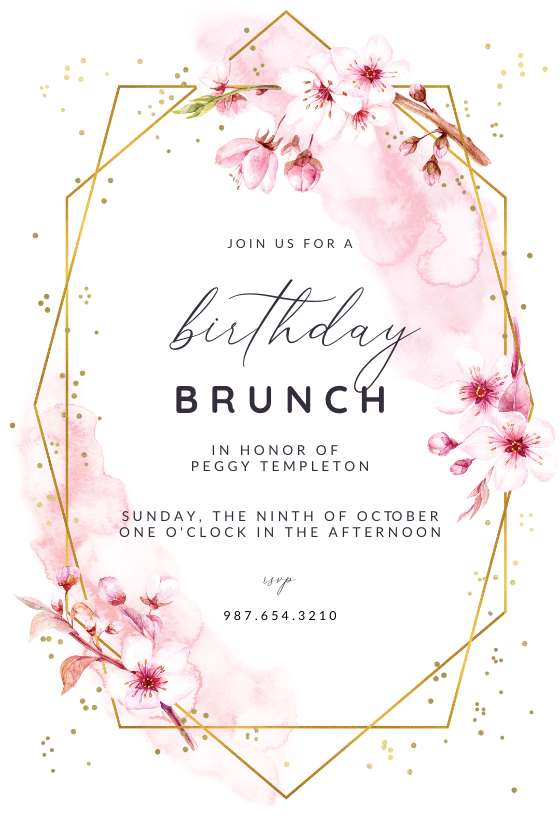 JOIN US FOR A
birthday
BRUNCH
IN HONOR OF
PEGGY TEMPLETON
SUNDAY, THE NINTH OF OCTOBER
ONE O'CLOCK IN THE AFTERNOON
rsvp
987.654.3210